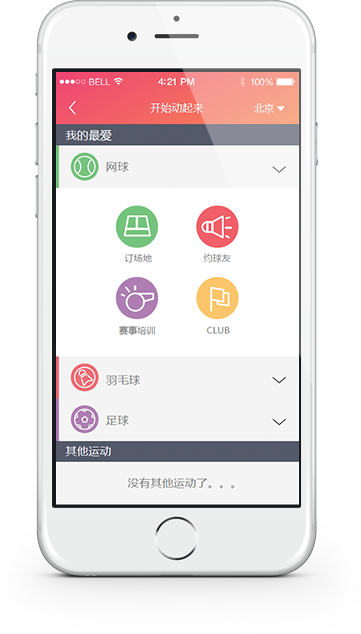 BELL 4:21 PM 100%
开始动起来 北京
我的最爱
网球
订场地 约球友
赛事培训 CLUB
羽毛球
足球
其他运动
没有其他运动了。。。